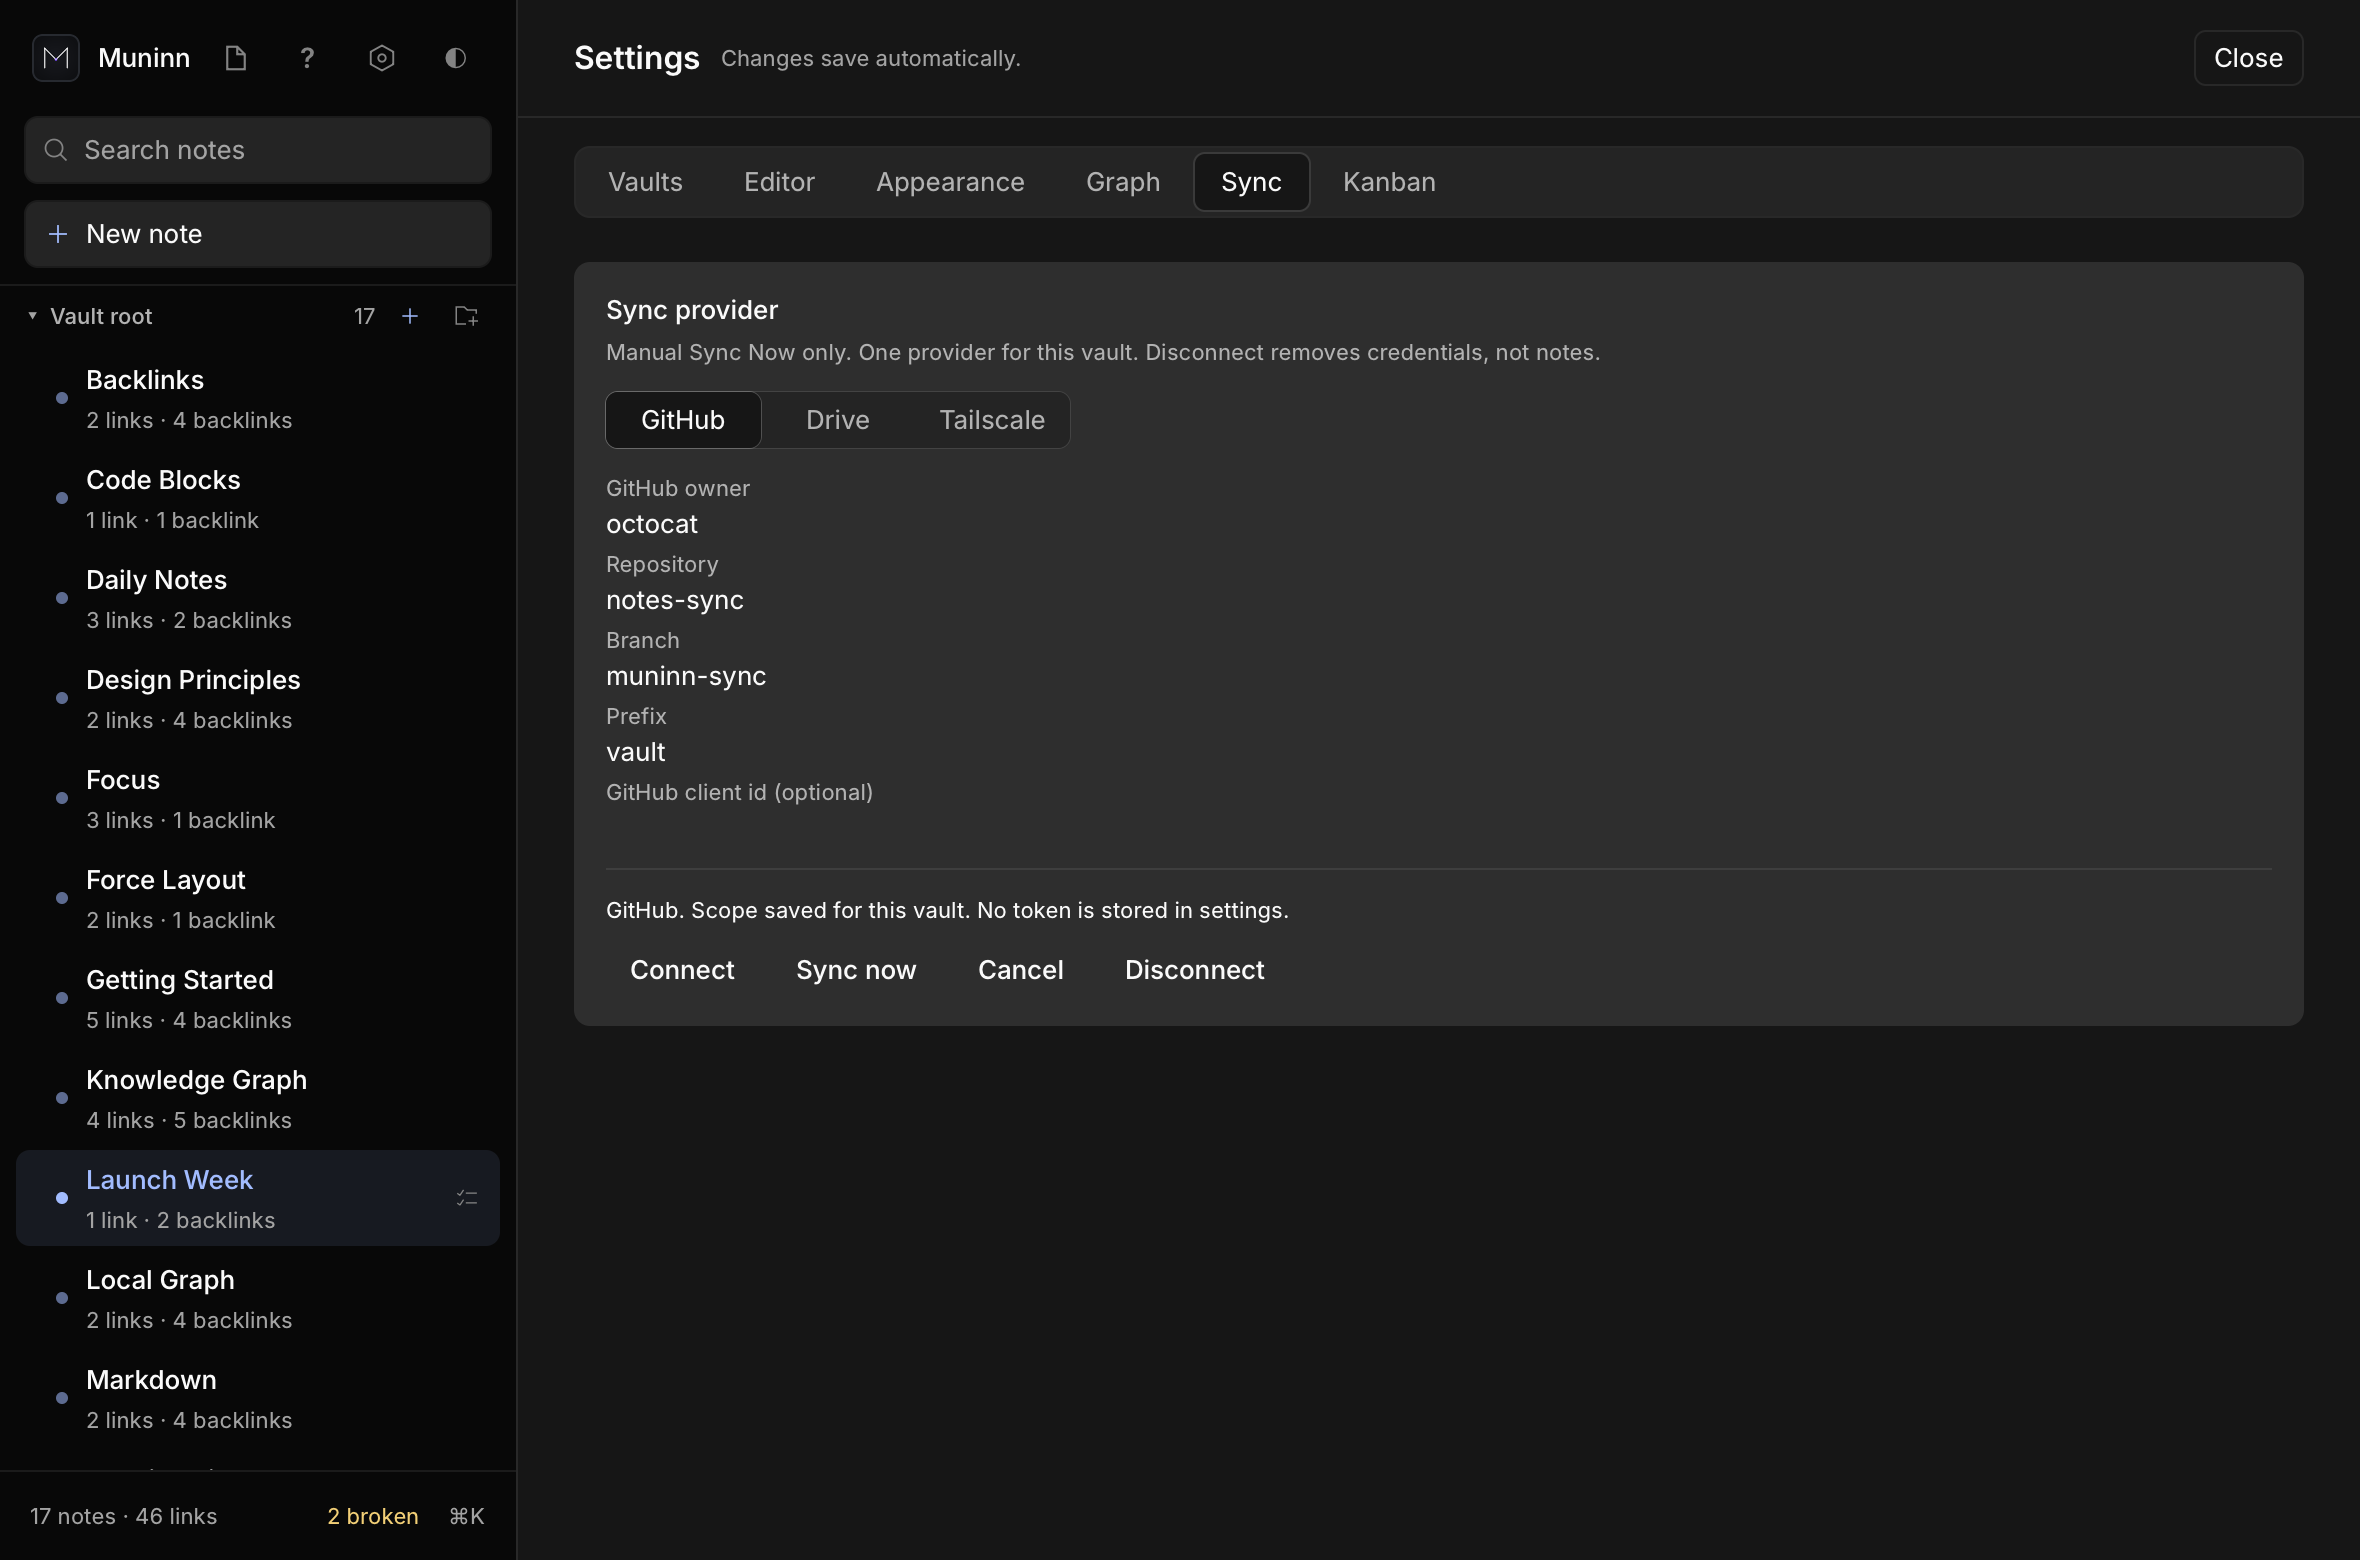 Muninn
?
Search notes
New note
Vault root 17
Backlinks
2 links · 4 backlinks
Code Blocks
1 link · 1 backlink
Daily Notes
3 links · 2 backlinks
Design Principles
2 links · 4 backlinks
Focus
3 links · 1 backlink
Force Layout
2 links · 1 backlink
Getting Started
5 links · 4 backlinks
Knowledge Graph
4 links · 5 backlinks
Launch Week
1 link · 2 backlinks
Local Graph
2 links · 4 backlinks
Markdown
2 links · 4 backlinks
17 notes · 46 links 2 broken ⌘K
Settings Changes save automatically. Close
Vaults Editor Appearance Graph Sync Kanban
Sync provider
Manual Sync Now only. One provider for this vault. Disconnect removes credentials, not notes.
GitHub Drive Tailscale
GitHub owner
octocat
Repository
notes-sync
Branch
muninn-sync
Prefix
vault
GitHub client id (optional)
GitHub. Scope saved for this vault. No token is stored in settings.
Connect Sync now Cancel Disconnect